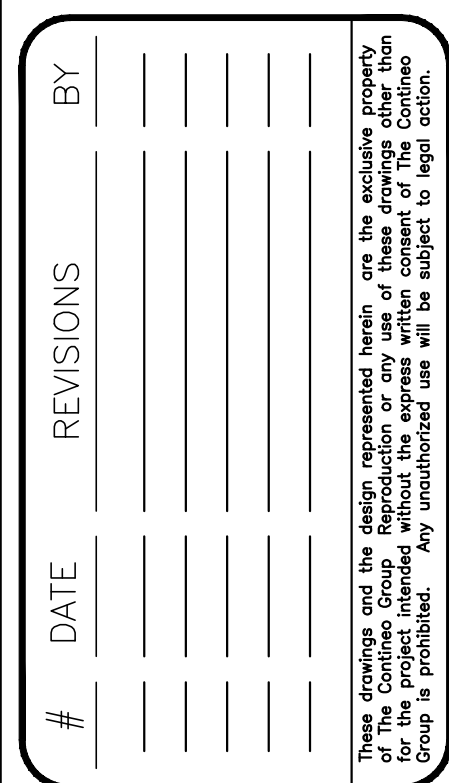 # DATE REVISIONS BY
These drawings and the design represented herein are the exclusive property
of The Contineo Group Reproduction or any use of these drawings other than
for the project intended without the express written consent of The Contineo
Group is prohibited. Any unauthorized use will be subject to legal action.